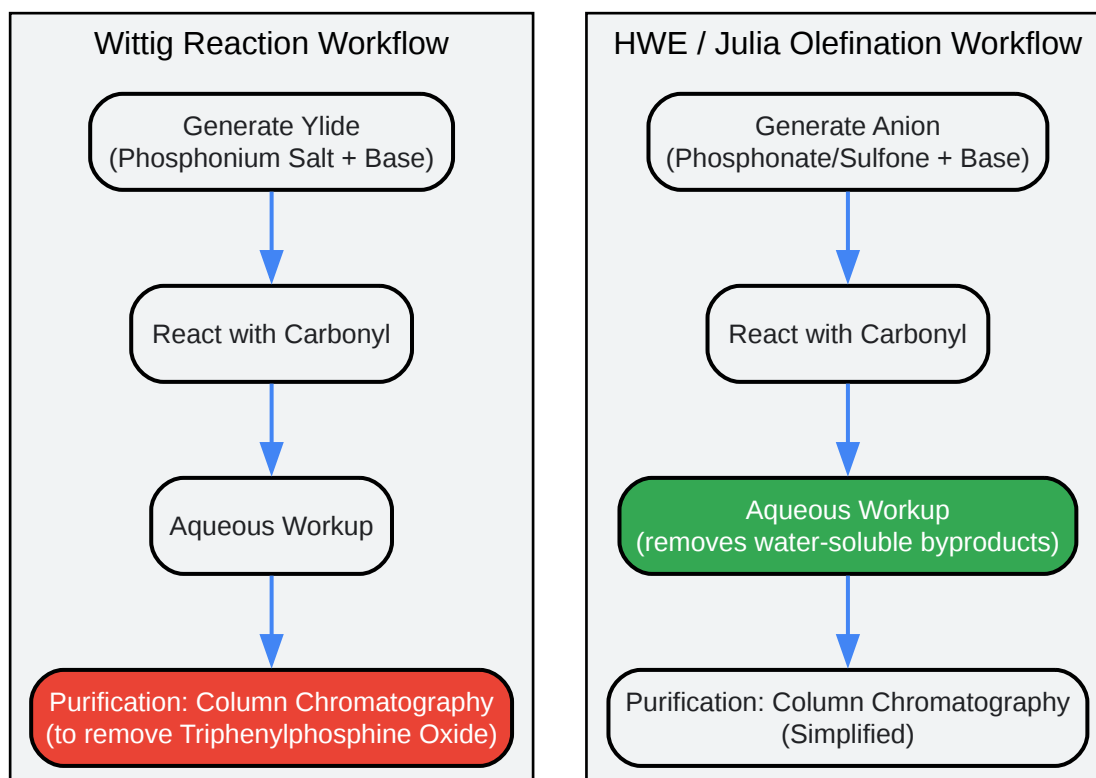 Wittig Reaction Workflow
Generate Ylide
(Phosphonium Salt + Base)
React with Carbonyl
Aqueous Workup
Purification: Column Chromatography
(to remove Triphenylphosphine Oxide)
HWE / Julia Olefination Workflow
Generate Anion
(Phosphonate/Sulfone + Base)
React with Carbonyl
Aqueous Workup
(removes water-soluble byproducts)
Purification: Column Chromatography
(Simplified)